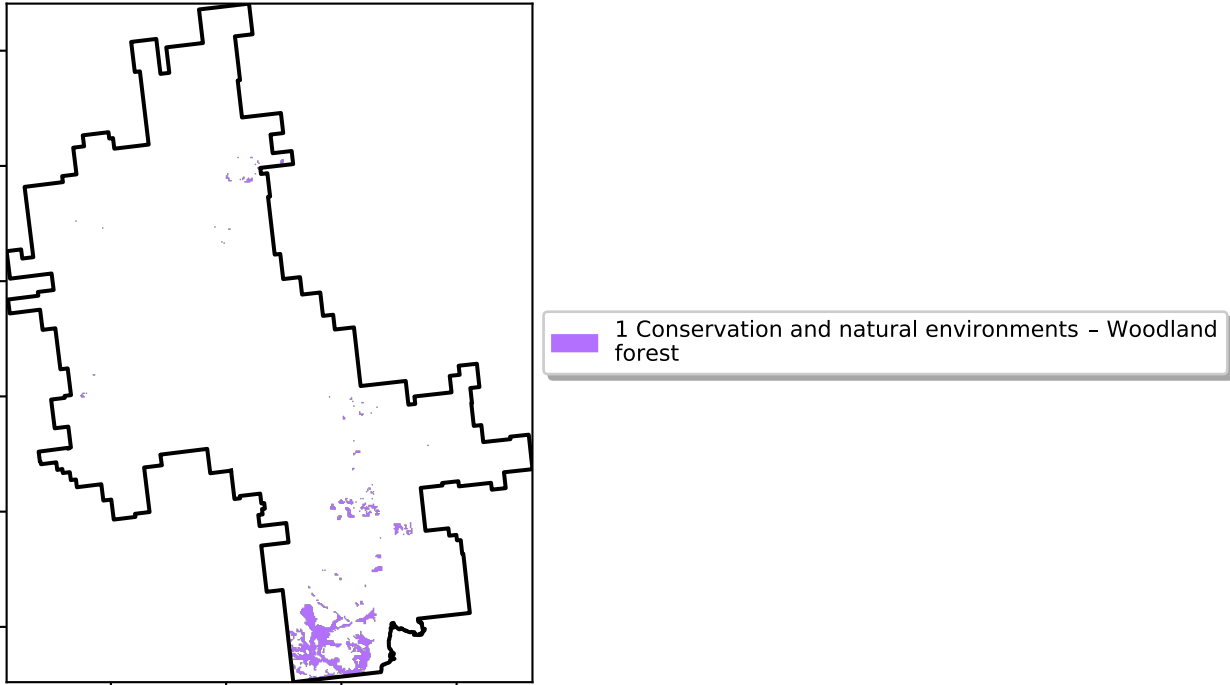 1 Conservation and natural environments – Woodland
forest